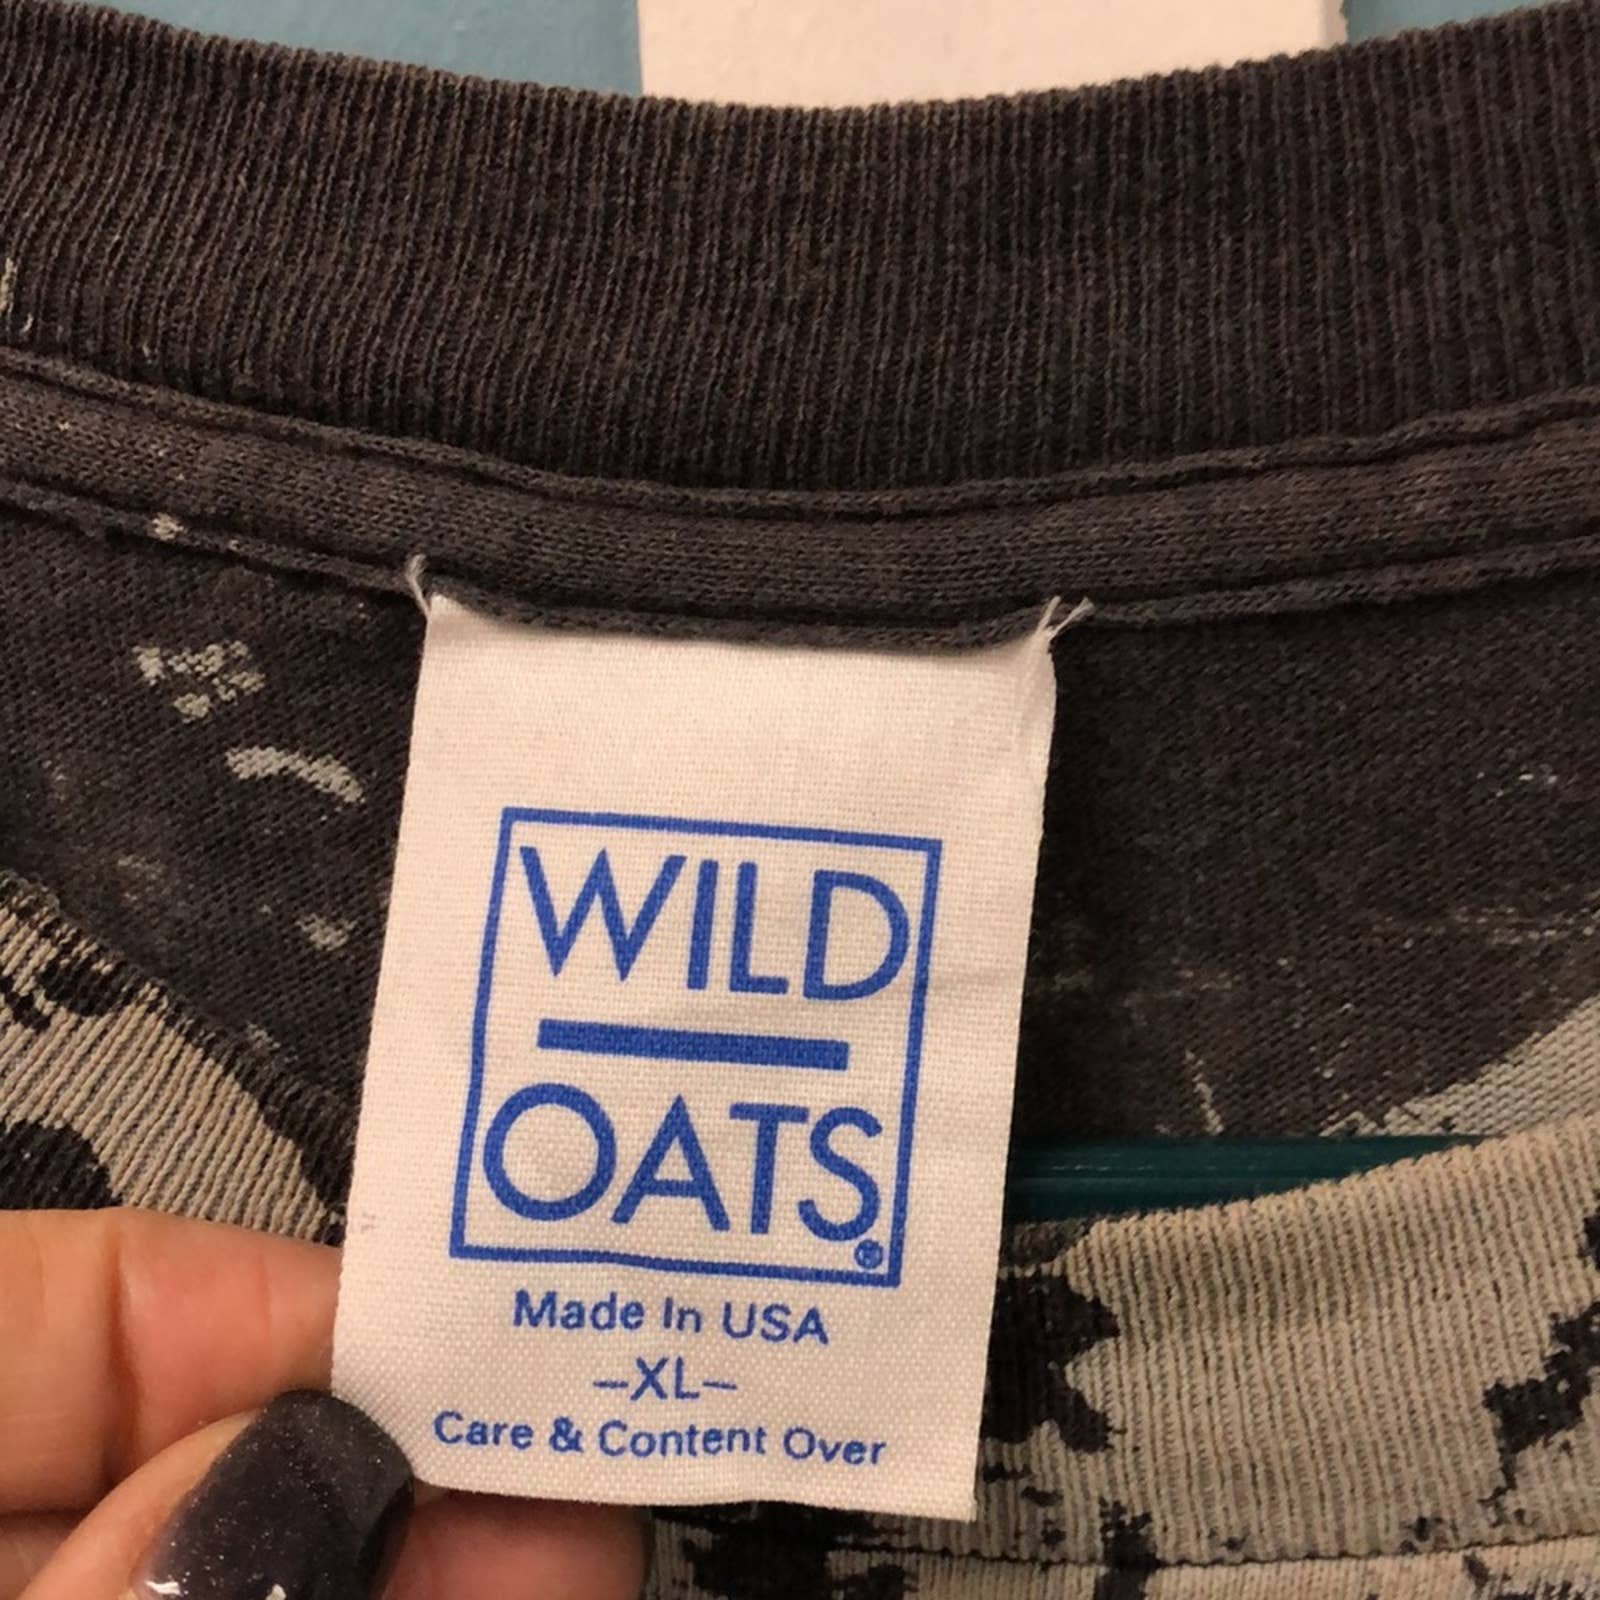 WILD
OATS®
Made In USA
–XL–
Care & Content Over